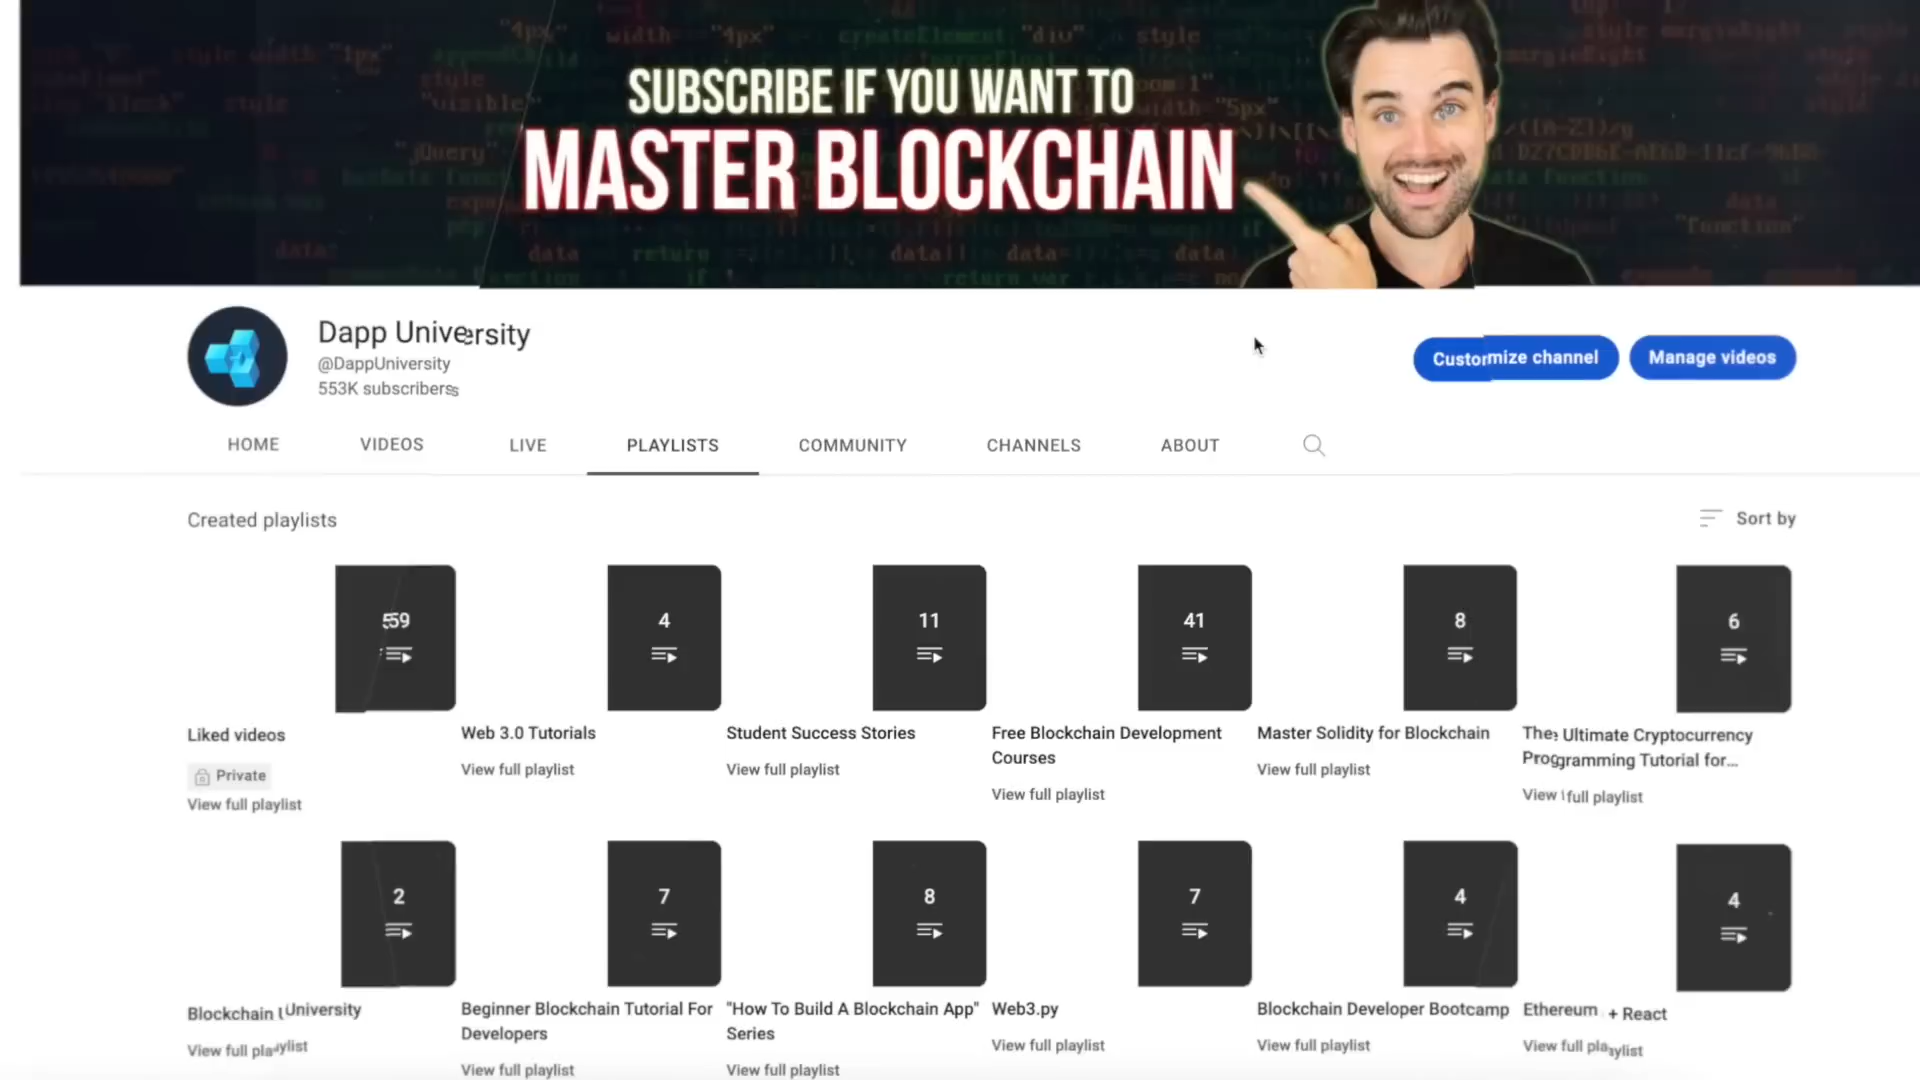 SUBSCRIBE IF YOU WANT TO
MASTER BLOCKCHAIN
Dapp University
@DappUniversity
553K subscribers
Customize channel
Manage videos
HOME
VIDEOS
LIVE
PLAYLISTS
COMMUNITY
CHANNELS
ABOUT
Created playlists
Sort by
559
4
11
41
8
6
Liked videos
Private
View full playlist
Web 3.0 Tutorials
View full playlist
Student Success Stories
View full playlist
Free Blockchain Development
Courses
View full playlist
Master Solidity for Blockchain
View full playlist
The Ultimate Cryptocurrency
Programming Tutorial for...
View full playlist
2
7
8
7
4
4
Blockchain University
View full playlist
Beginner Blockchain Tutorial For
Developers
View full playlist
"How To Build A Blockchain App"
Series
View full playlist
Web3.py
View full playlist
Blockchain Developer Bootcamp
View full playlist
Ethereum + React
View full playlist